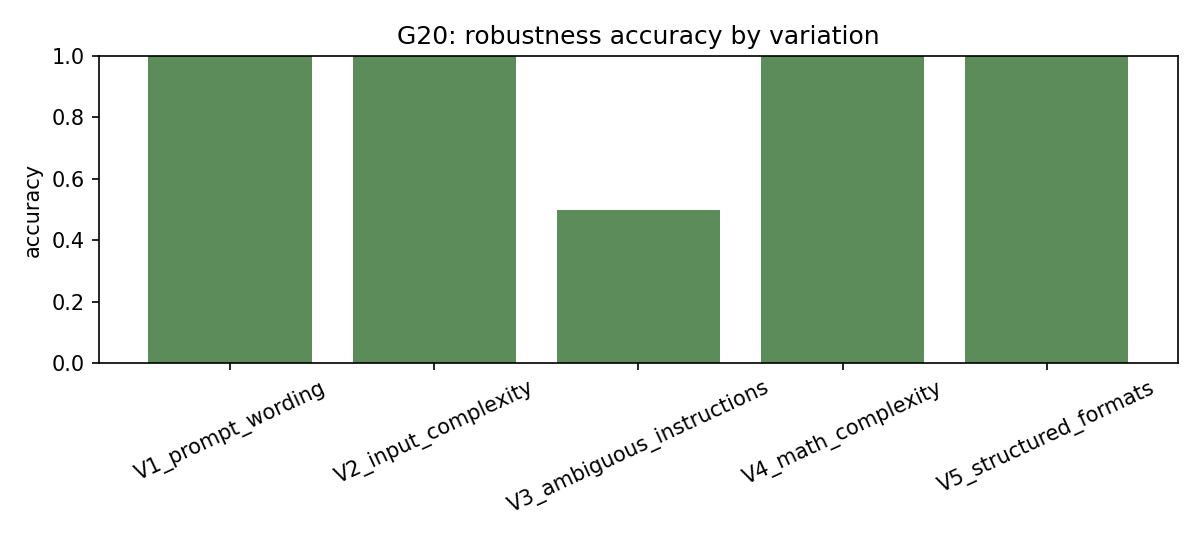 G20: robustness accuracy by variation
accuracy
1.0
0.8
0.6
0.4
0.2
0.0
V1_prompt_wording
V2_input_complexity
V3_ambiguous_instructions
V4_math_complexity
V5_structured_formats